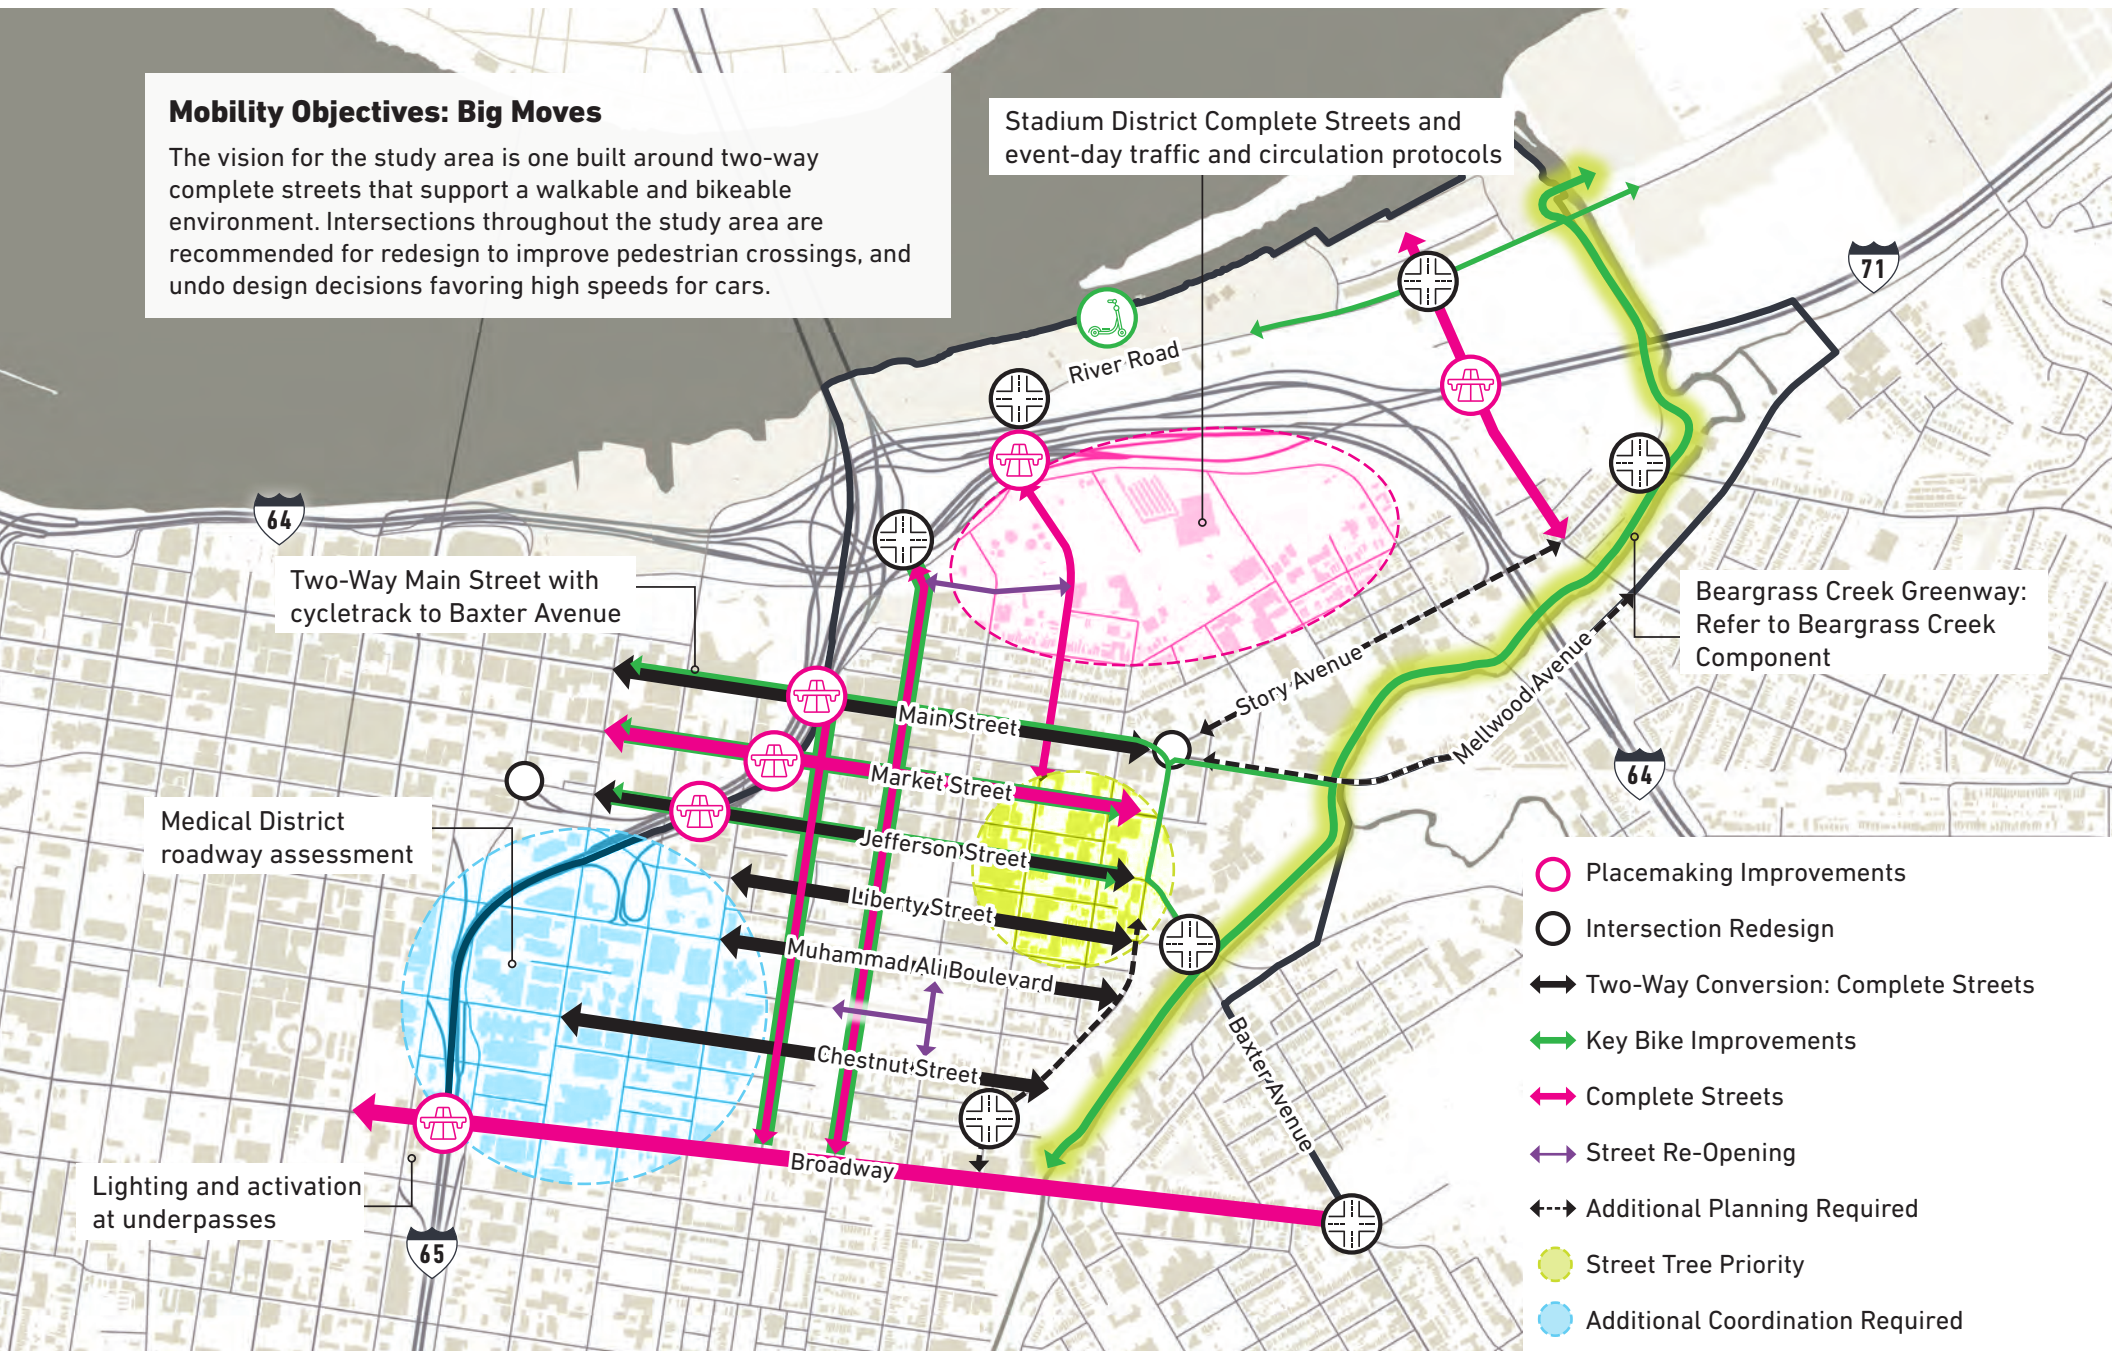 Mobility Objectives: Big Moves
The vision for the study area is one built around two-way
complete streets that support a walkable and bikeable
environment. Intersections throughout the study area are
recommended for redesign to improve pedestrian crossings, and
undo design decisions favoring high speeds for cars.
Stadium District Complete Streets and
event-day traffic and circulation protocols
71
River Road
64
Two-Way Main Street with
cycletrack to Baxter Avenue
Beargrass Creek Greenway:
Refer to Beargrass Creek
Component
Story Avenue
Mellwood Avenue
Main Street
Market Street
64
Medical District
roadway assessment
Jefferson Street
Liberty Street
Muhammad Ali Boulevard
Chestnut Street
Baxter Avenue
Broadway
Lighting and activation
at underpasses
65
Placemaking Improvements
Intersection Redesign
Two-Way Conversion: Complete Streets
Key Bike Improvements
Complete Streets
Street Re-Opening
Additional Planning Required
Street Tree Priority
Additional Coordination Required